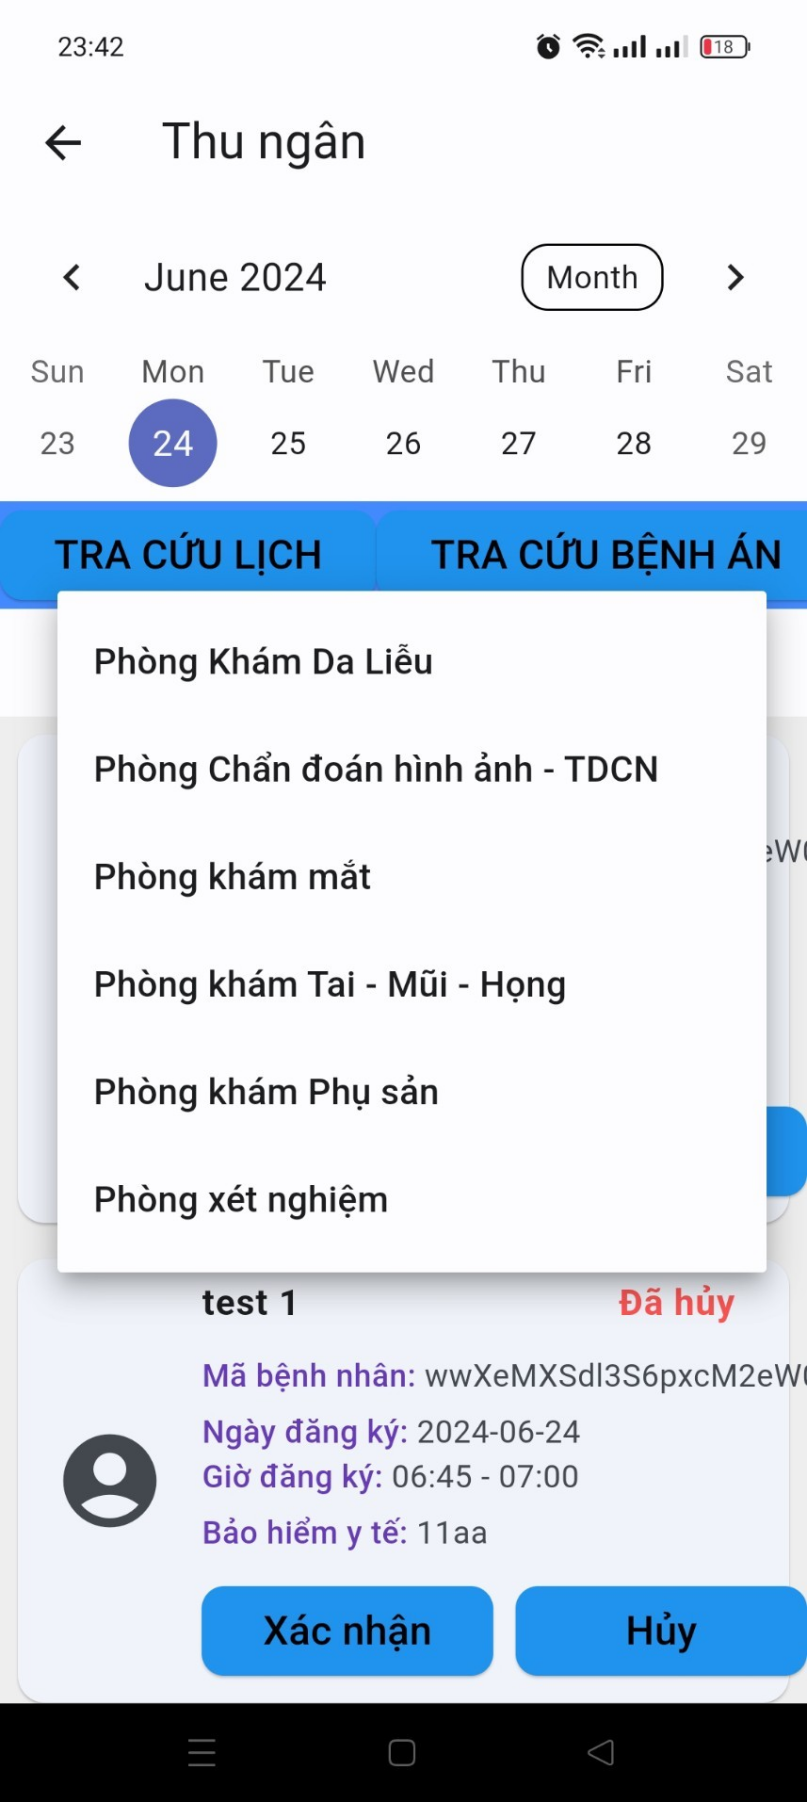 23:42
18
Thu ngân
June 2024
Month
Sun Mon Tue Wed Thu Fri Sat
23 24 25 26 27 28 29
TRA CỨU LỊCH
TRA CỨU BỆNH ÁN
Phòng Khám Da Liễu
Phòng Chẩn đoán hình ảnh - TDCN
Phòng khám mắt
Phòng khám Tai - Mũi - Họng
Phòng khám Phụ sản
Phòng xét nghiệm
test 1
Đã hủy
Mã bệnh nhân: wwXeMXSdl3S6pxcM2eW
Ngày đăng ký: 2024-06-24
Giờ đăng ký: 06:45 - 07:00
Bảo hiểm y tế: 11aa
Xác nhận
Hủy